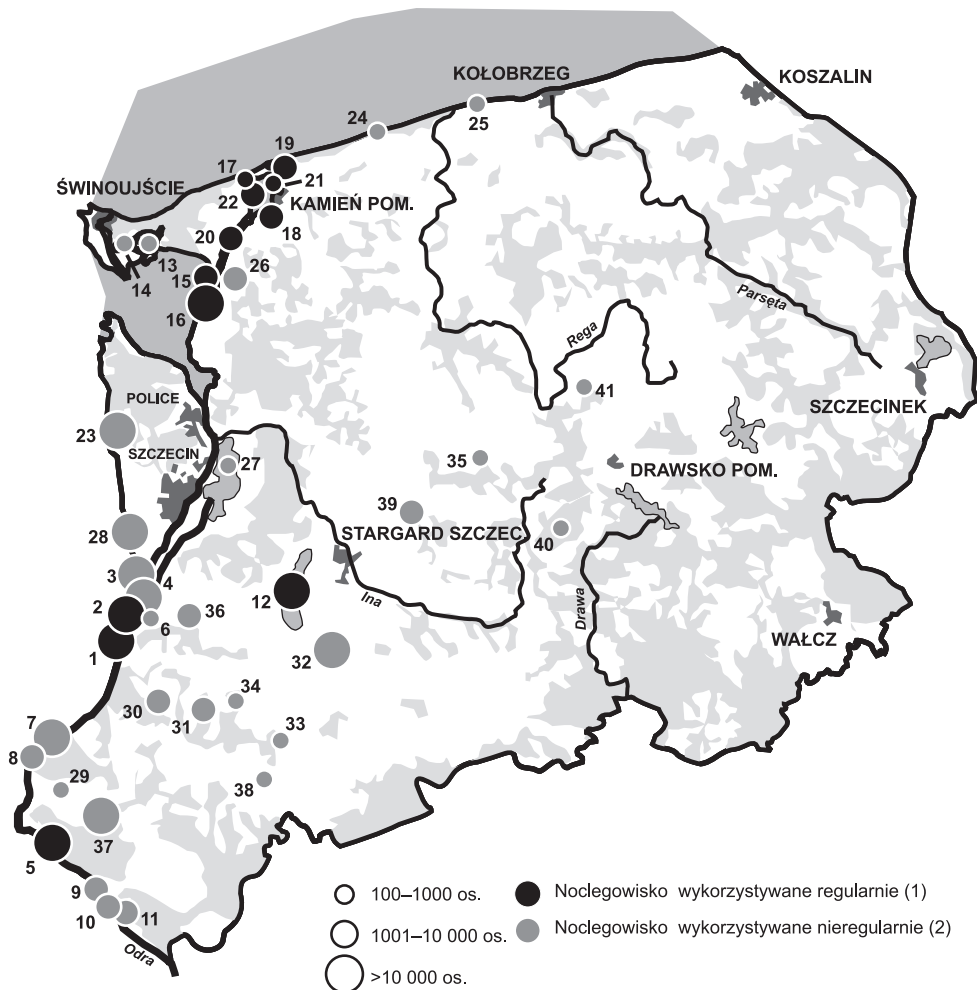 KOŁOBRZEG
KOSZALIN
24
25
19
17
21
ŚWINOUJŚCIE
22
KAMIEŃ POM.
18
20
13
14
15
26
16
Rega
Parsęta
41
SZCZECINEK
POLICE
23
SZCZECIN
27
35
DRAWSKO POM.
39
STARGARD SZCZEC.
28
40
3
4
12
Ina
Drawa
2
6
36
WAŁCZ
1
32
34
30
31
33
7
8
29
38
37
5
9
10
11
Odra
100–1000 os.
1001–10 000 os.
>10 000 os.
Noclegowisko wykorzystywane regularnie (1)
Noclegowisko wykorzystywane nieregularnie (2)